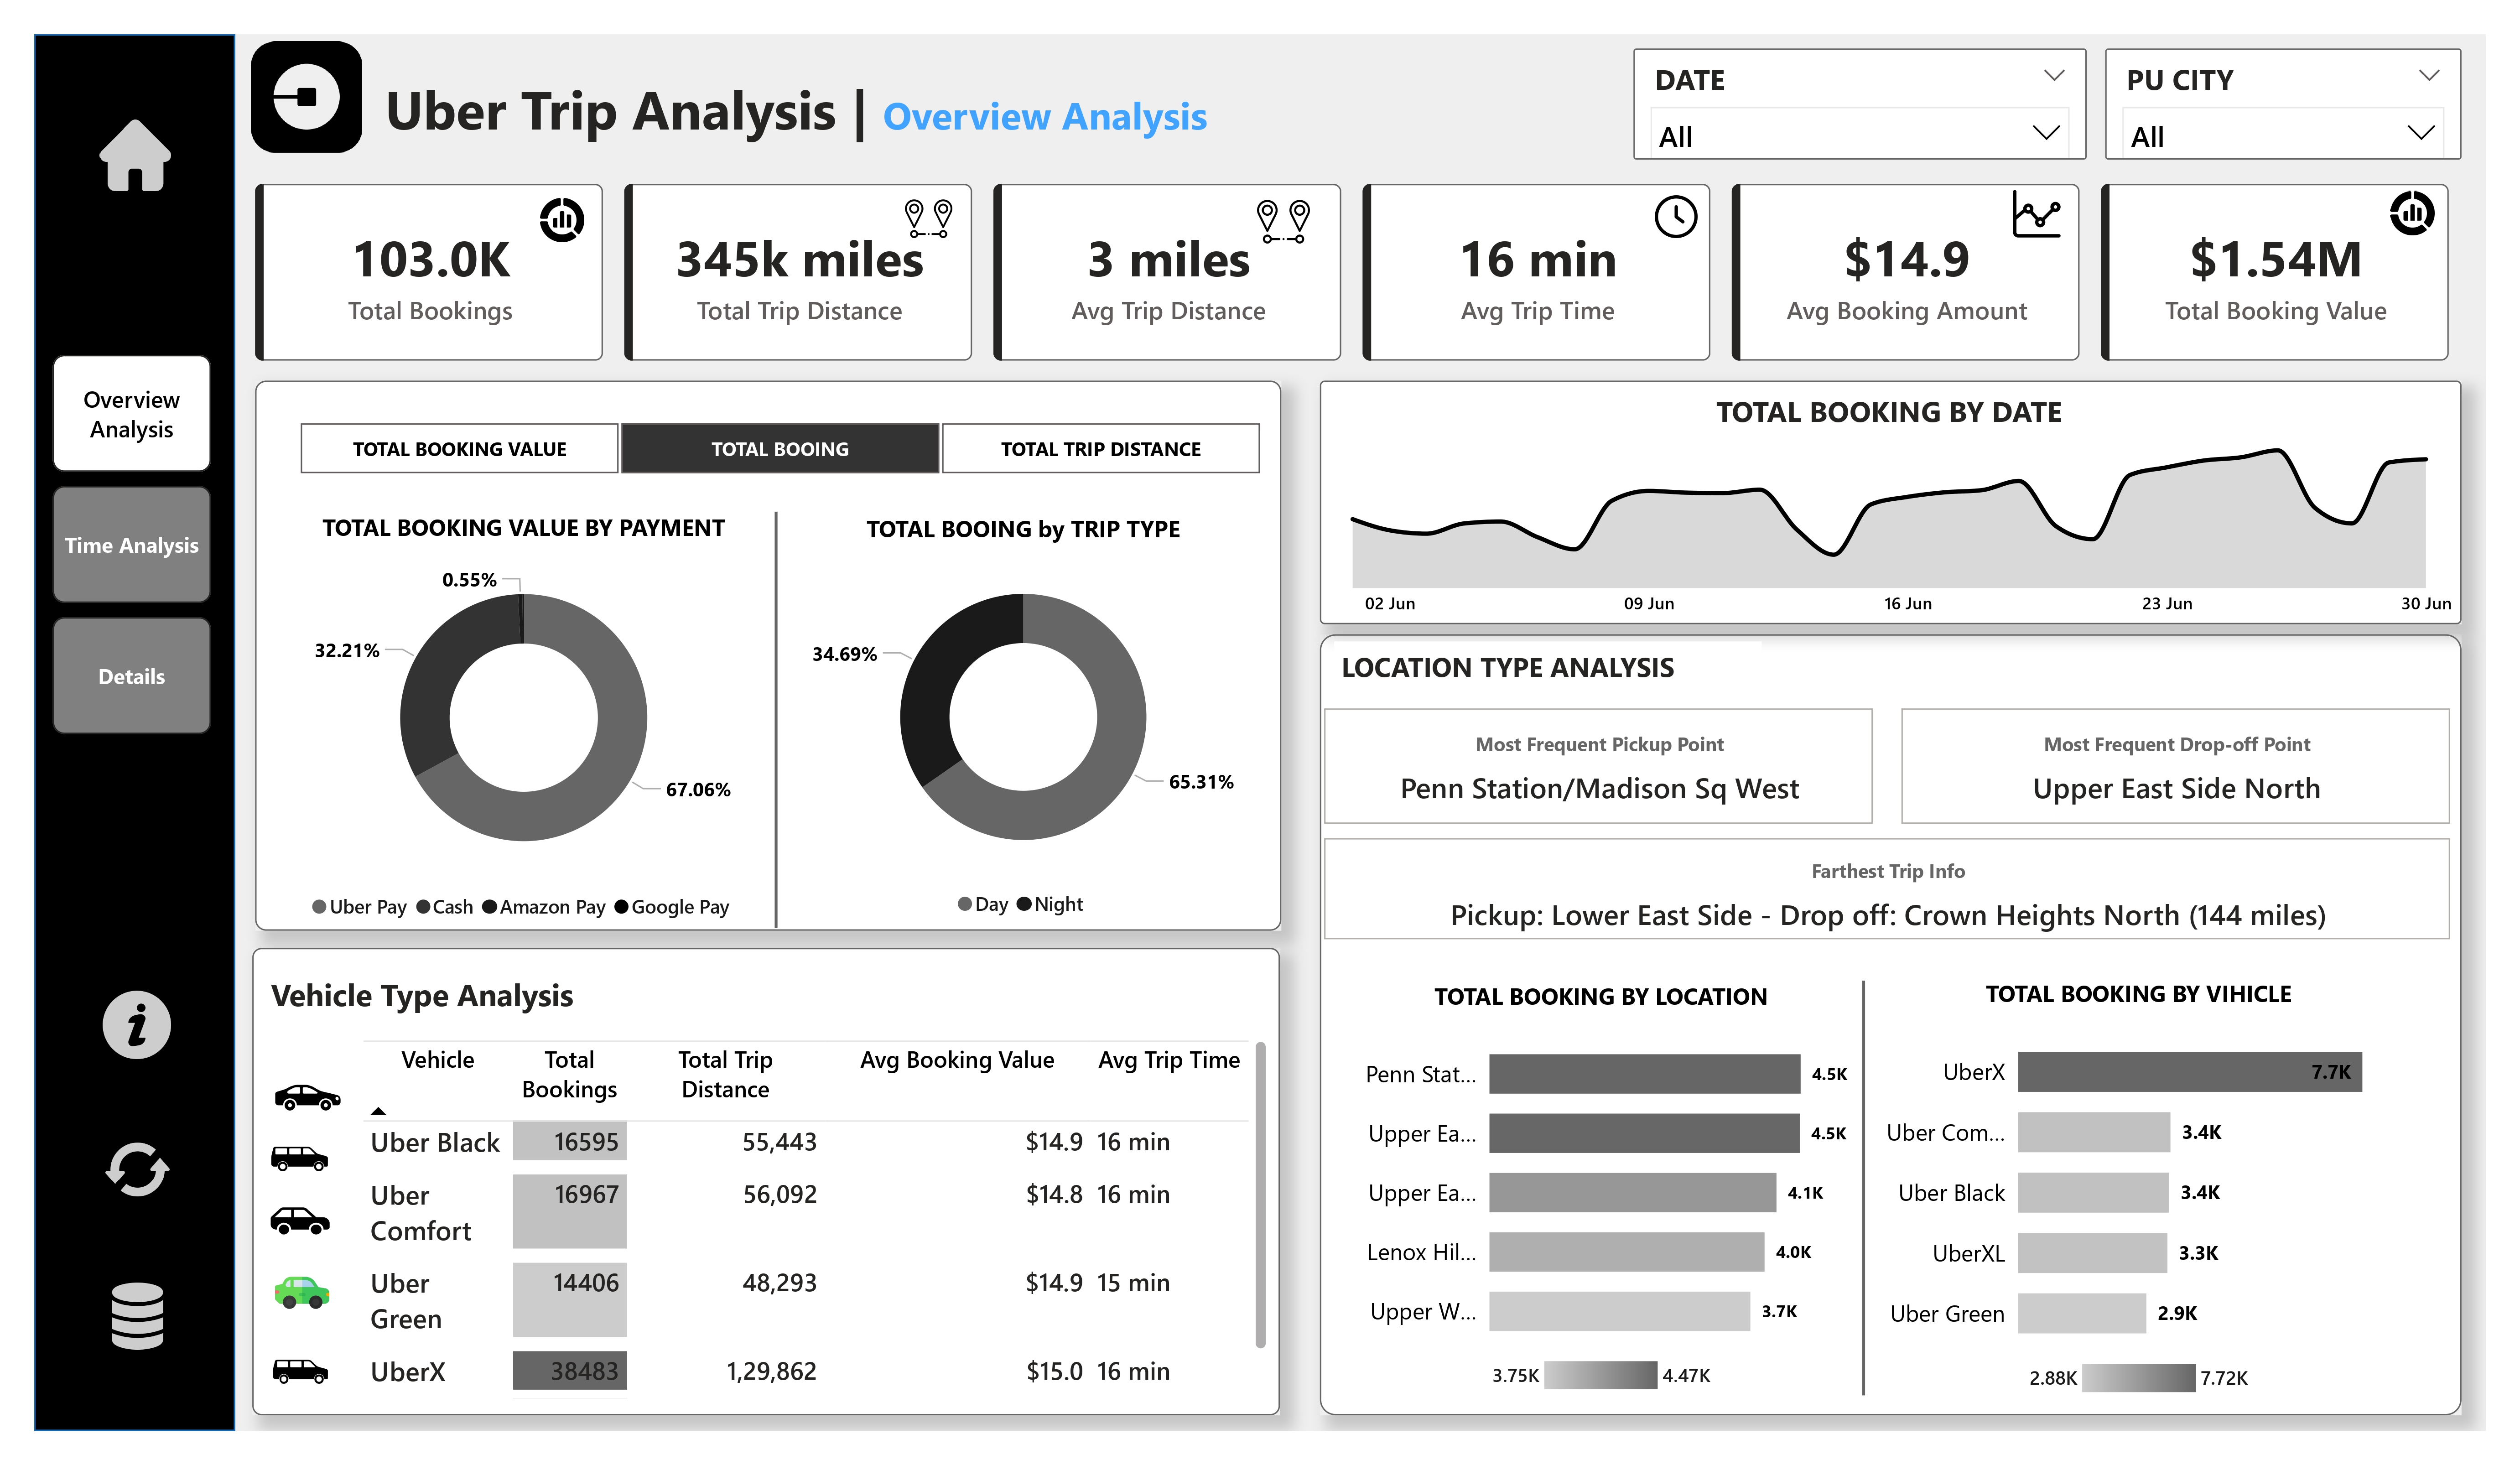 Uber Trip Analysis | Overview Analysis
DATE
All
PU CITY
All
Overview
Analysis
Time Analysis
Details
103.0K
Total Bookings
345k miles
Total Trip Distance
3 miles
Avg Trip Distance
16 min
Avg Trip Time
$14.9
Avg Booking Amount
$1.54M
Total Booking Value
TOTAL BOOKING VALUE
TOTAL BOOING
TOTAL TRIP DISTANCE
TOTAL BOOKING VALUE BY PAYMENT
0.55%
32.21%
67.06%
Uber Pay Cash Amazon Pay Google Pay
TOTAL BOOING by TRIP TYPE
34.69%
65.31%
Day Night
TOTAL BOOKING BY DATE
02 Jun 09 Jun 16 Jun 23 Jun 30 Jun
LOCATION TYPE ANALYSIS
Most Frequent Pickup Point
Penn Station/Madison Sq West
Most Frequent Drop-off Point
Upper East Side North
Farthest Trip Info
Pickup: Lower East Side - Drop off: Crown Heights North (144 miles)
Vehicle Type Analysis
Vehicle Total Bookings Total Trip Distance Avg Booking Value Avg Trip Time
Uber Black 16595 55,443 $14.9 16 min
Uber Comfort 16967 56,092 $14.8 16 min
Uber Green 14406 48,293 $14.9 15 min
UberX 38483 1,29,862 $15.0 16 min
TOTAL BOOKING BY LOCATION
Penn Stat... 4.5K
Upper Ea... 4.5K
Upper Ea... 4.1K
Lenox Hil... 4.0K
Upper W... 3.7K
3.75K 4.47K
TOTAL BOOKING BY VIHICLE
UberX 7.7K
Uber Com... 3.4K
Uber Black 3.4K
UberXL 3.3K
Uber Green 2.9K
2.88K 7.72K